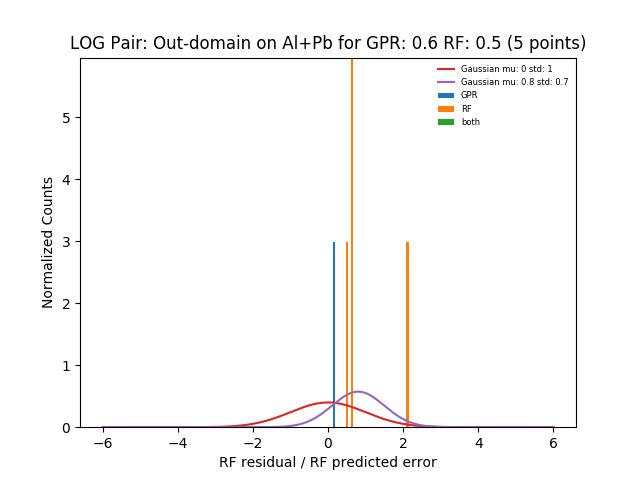 LOG Pair: Out-domain on Al+Pb for GPR: 0.6 RF: 0.5 (5 points)
Gaussian mu: 0 std: 1
Gaussian mu: 0.8 std: 0.7
GPR
RF
both
Normalized Counts
5
4
3
2
1
0
−6 −4 −2 0 2 4 6
RF residual / RF predicted error